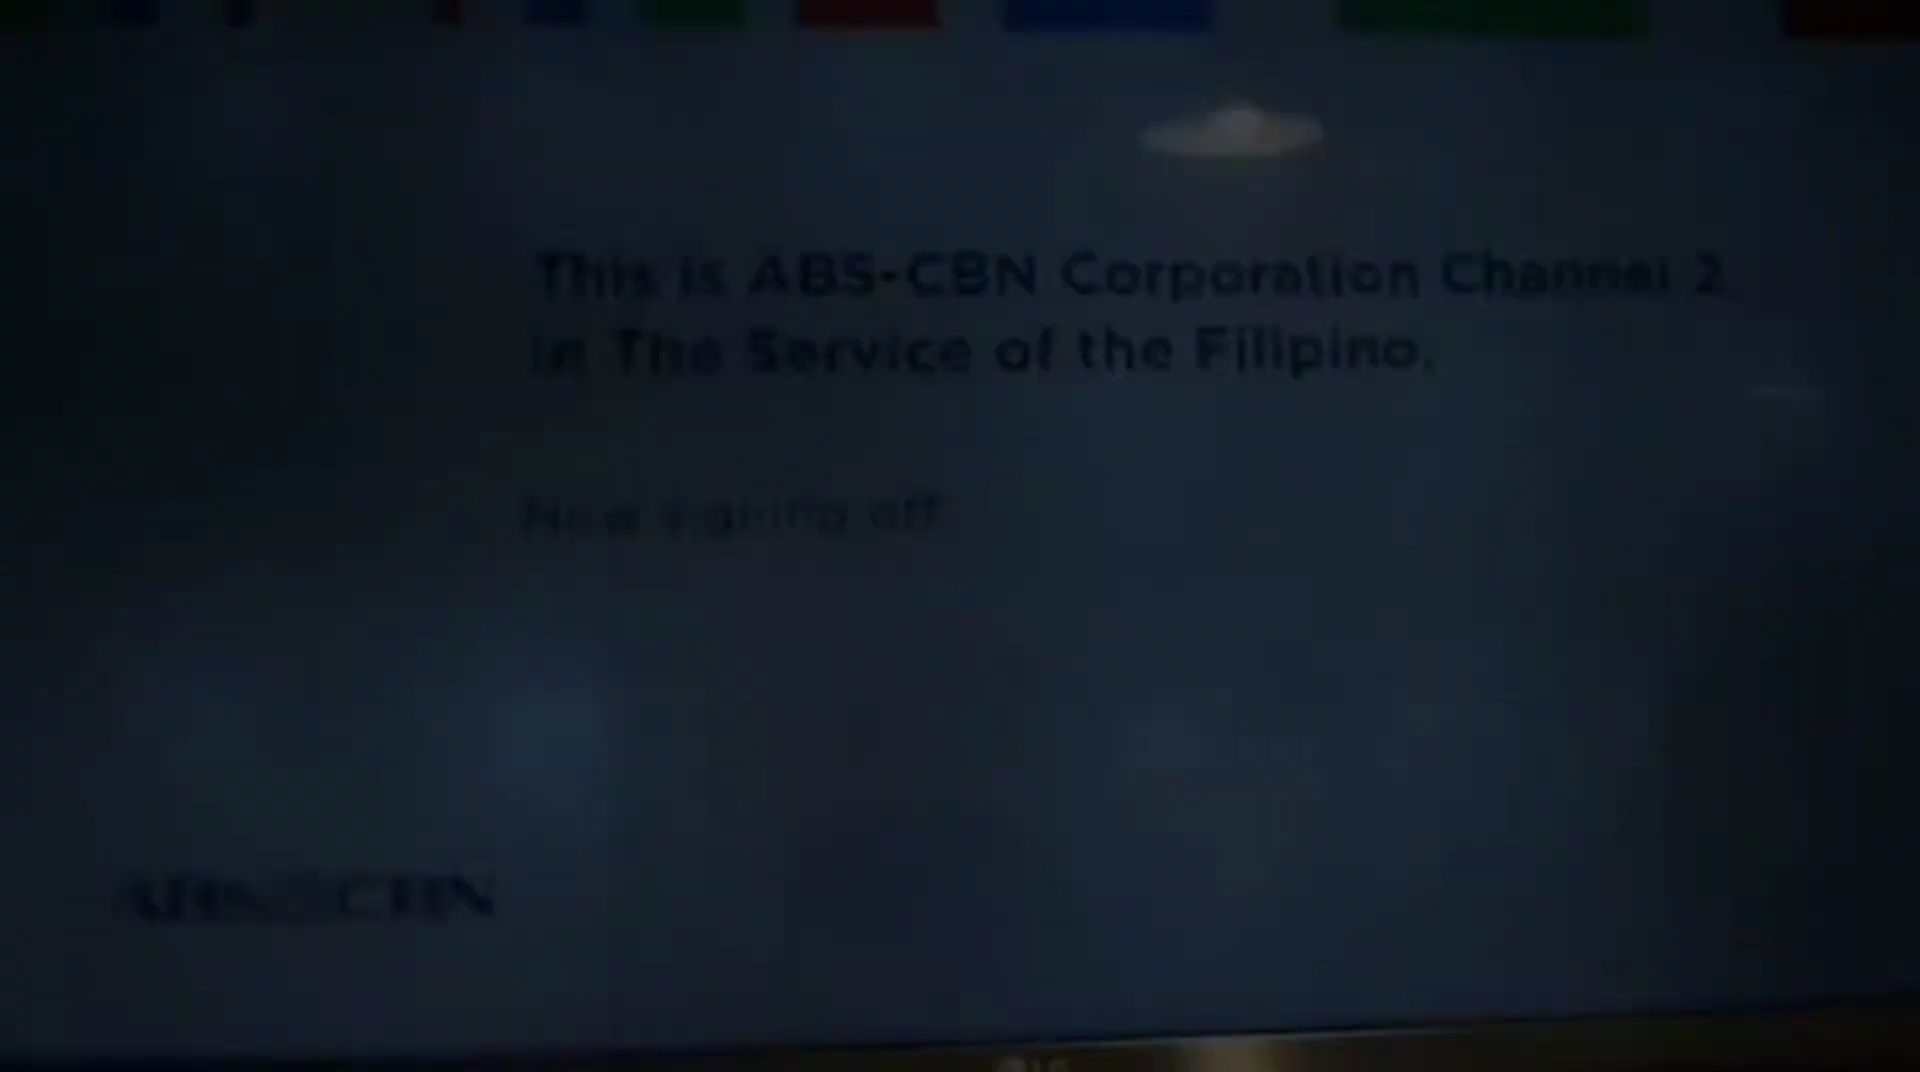 This is ABS-CBN Corporation Channel 2
in The Service of the Filipino.
Now signing off
ABS CBN